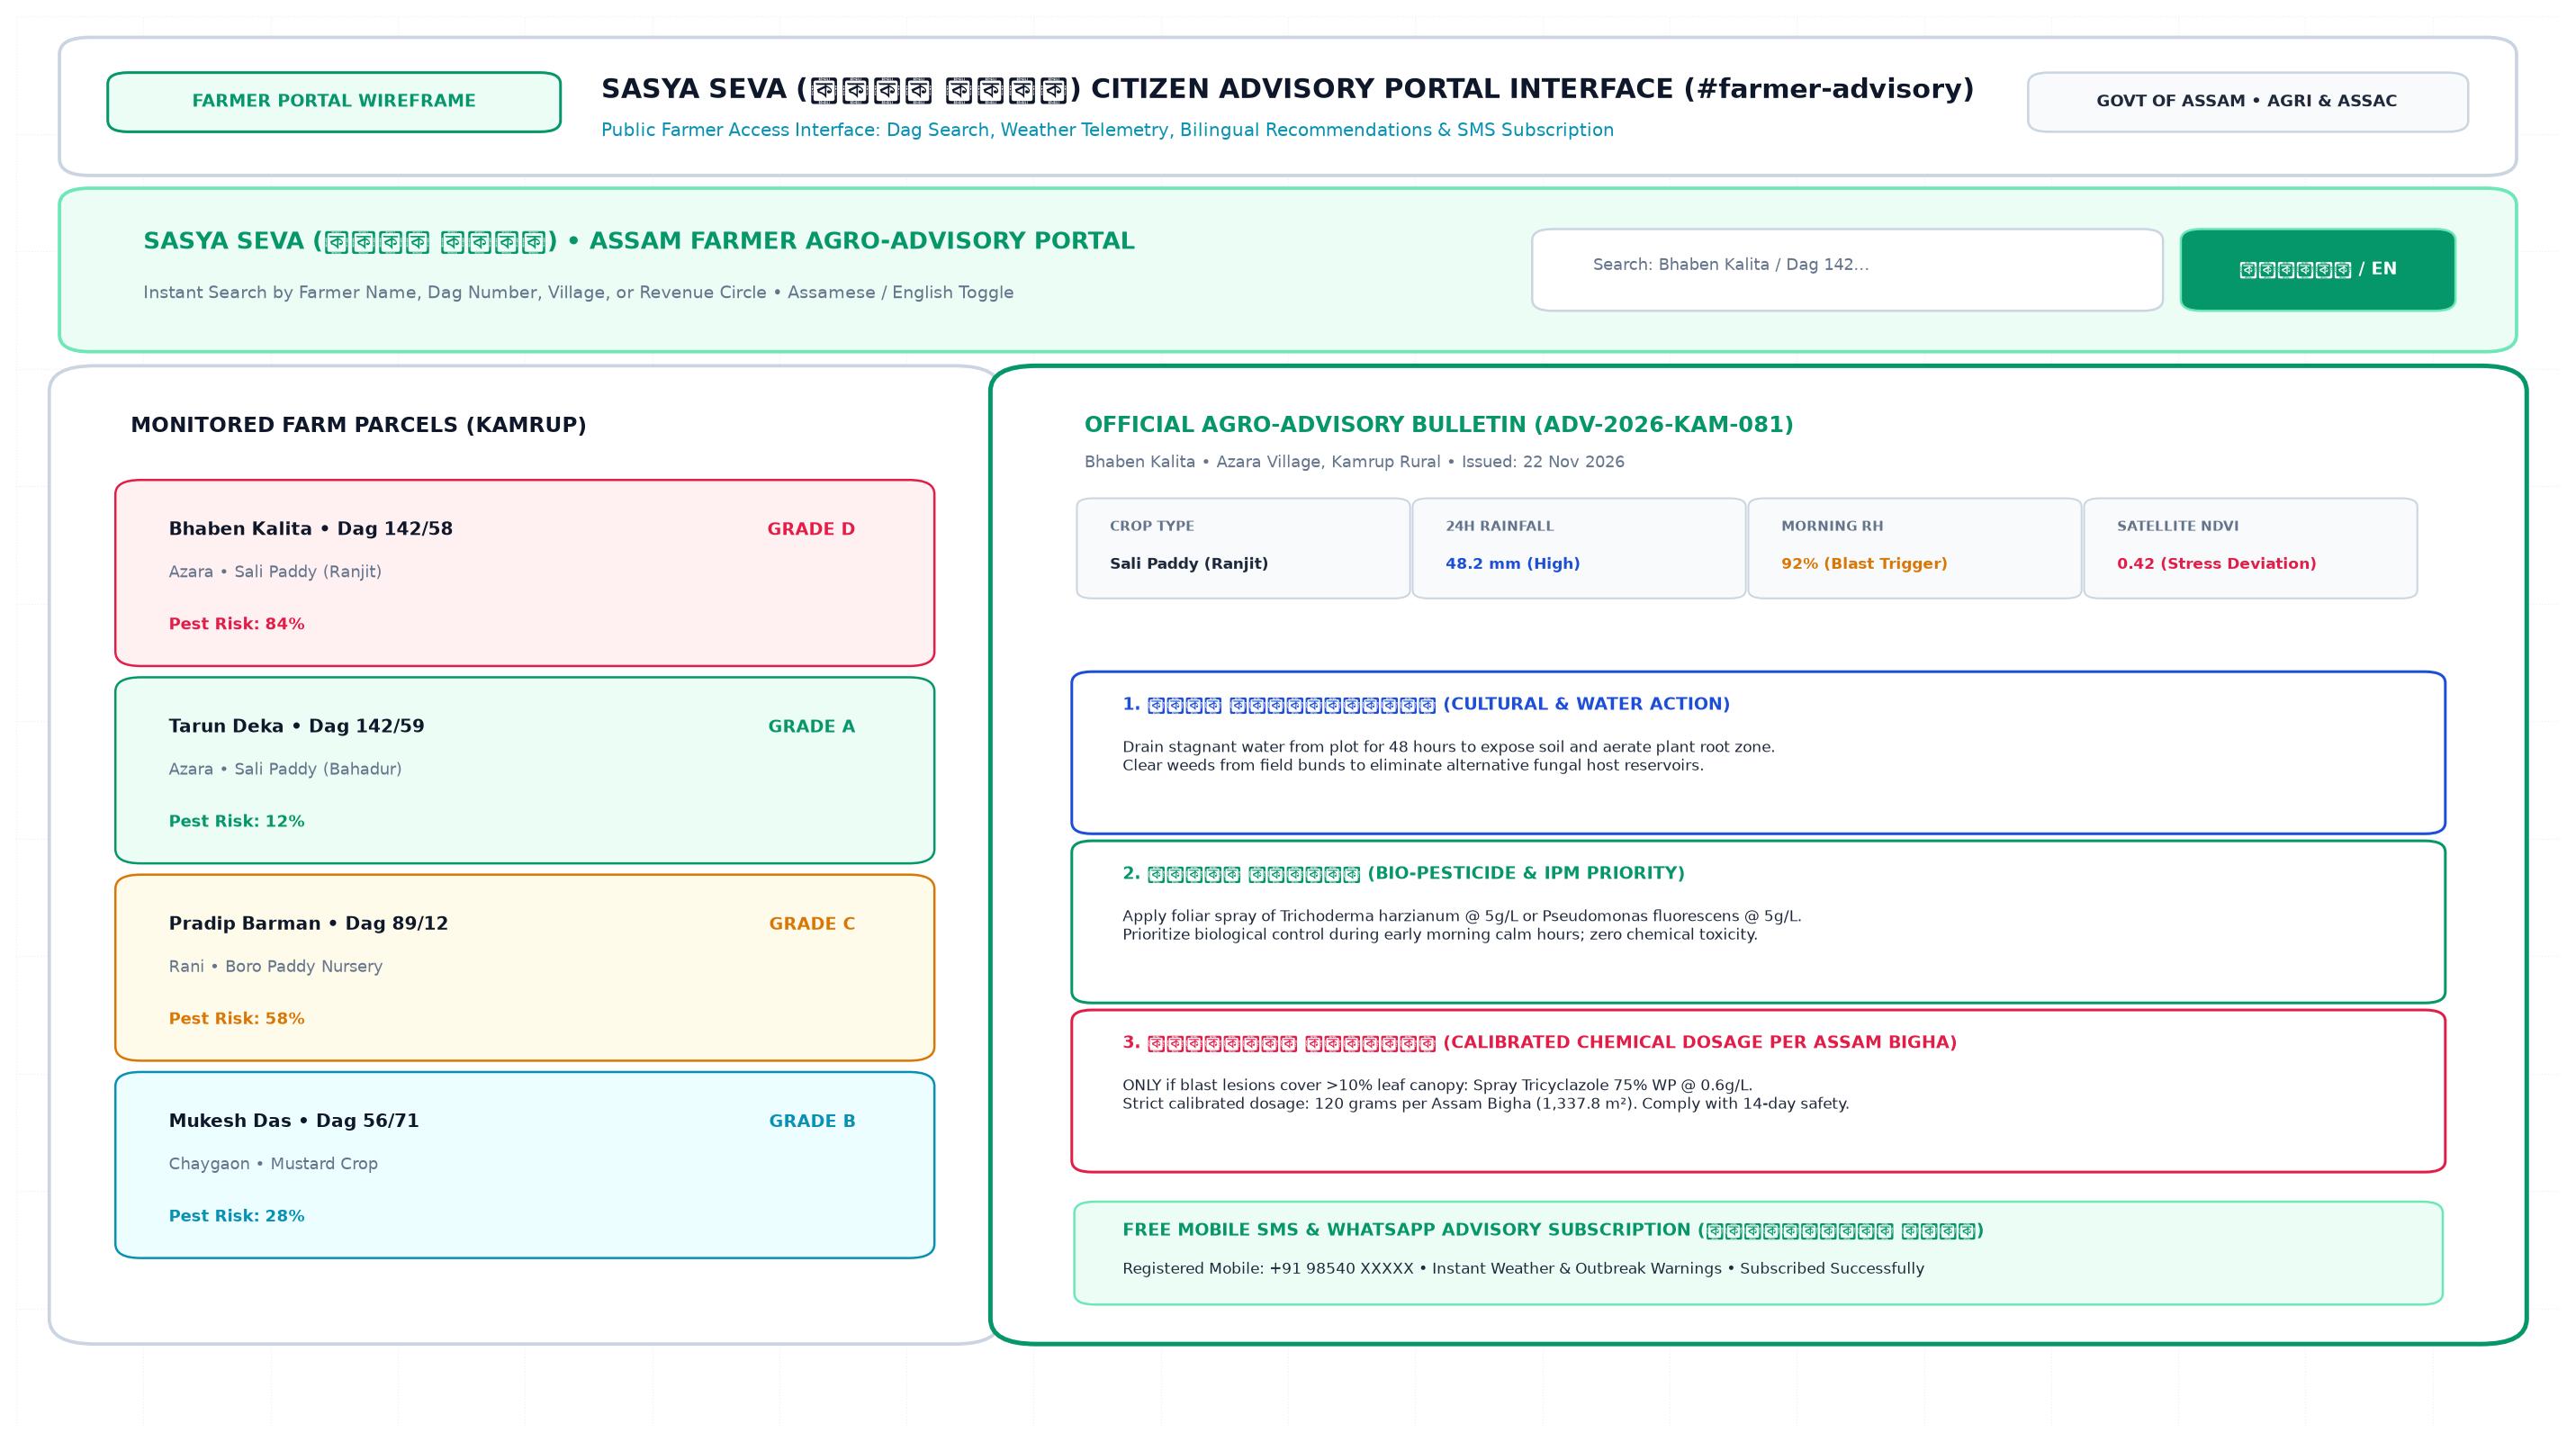 FARMER PORTAL WIREFRAME
SASYA SEVA ( ) CITIZEN ADVISORY PORTAL INTERFACE (#farmer-advisory)
Public Farmer Access Interface: Dag Search, Weather Telemetry, Bilingual Recommendations & SMS Subscription
GOVT OF ASSAM • AGRI & ASSAC
SASYA SEVA ( ) • ASSAM FARMER AGRO-ADVISORY PORTAL
Instant Search by Farmer Name, Dag Number, Village, or Revenue Circle • Assamese / English Toggle
Search: Bhaben Kalita / Dag 142...
/ EN
MONITORED FARM PARCELS (KAMRUP)
Bhaben Kalita • Dag 142/58
GRADE D
Azara • Sali Paddy (Ranjit)
Pest Risk: 84%
Tarun Deka • Dag 142/59
GRADE A
Azara • Sali Paddy (Bahadur)
Pest Risk: 12%
Pradip Barman • Dag 89/12
GRADE C
Rani • Boro Paddy Nursery
Pest Risk: 58%
Mukesh Das • Dag 56/71
GRADE B
Chaygaon • Mustard Crop
Pest Risk: 28%
OFFICIAL AGRO-ADVISORY BULLETIN (ADV-2026-KAM-081)
Bhaben Kalita • Azara Village, Kamrup Rural • Issued: 22 Nov 2026
CROP TYPE
Sali Paddy (Ranjit)
24H RAINFALL
48.2 mm (High)
MORNING RH
92% (Blast Trigger)
SATELLITE NDVI
0.42 (Stress Deviation)
1. (CULTURAL & WATER ACTION)
Drain stagnant water from plot for 48 hours to expose soil and aerate plant root zone.
Clear weeds from field bunds to eliminate alternative fungal host reservoirs.
2. (BIO-PESTICIDE & IPM PRIORITY)
Apply foliar spray of Trichoderma harzianum @ 5g/L or Pseudomonas fluorescens @ 5g/L.
Prioritize biological control during early morning calm hours; zero chemical toxicity.
3. (CALIBRATED CHEMICAL DOSAGE PER ASSAM BIGHA)
ONLY if blast lesions cover >10% leaf canopy: Spray Tricyclazole 75% WP @ 0.6g/L.
Strict calibrated dosage: 120 grams per Assam Bigha (1,337.8 m²). Comply with 14-day safety.
FREE MOBILE SMS & WHATSAPP ADVISORY SUBSCRIPTION ( )
Registered Mobile: +91 98540 XXXXX • Instant Weather & Outbreak Warnings • Subscribed Successfully